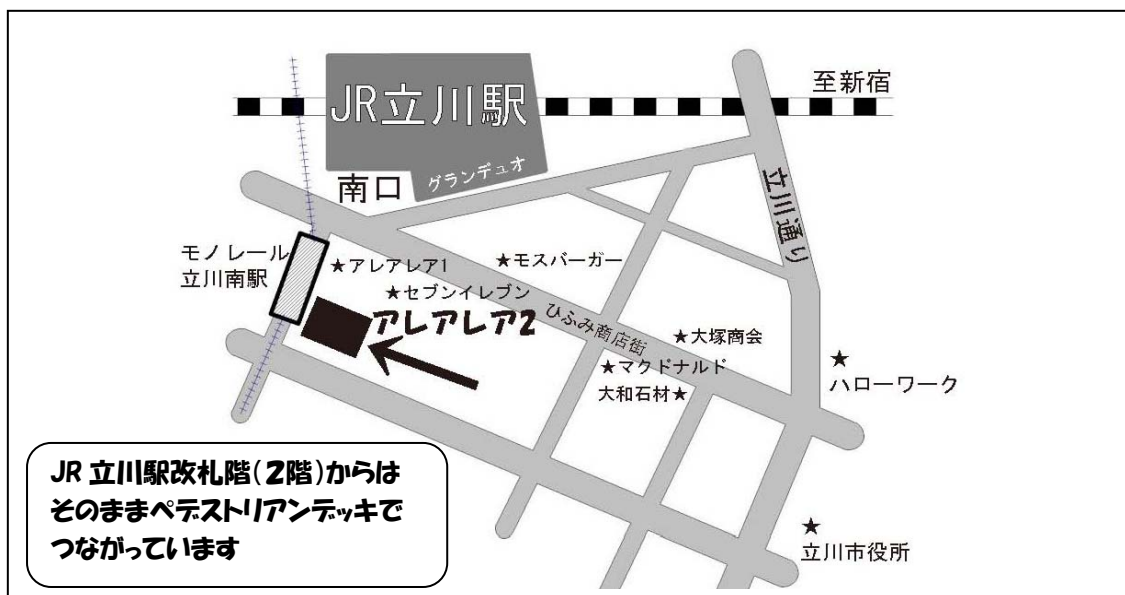 至新宿
JR立川駅
グランデュオ
南口
立川通り
モノレール
立川南駅
★アレアレア1
★モスバーガー
★セブンイレブン
アレアレア2
ひふみ商店街
★大塚商会
★マクドナルド
大和石材★
★
ハローワーク
★
立川市役所
JR 立川駅改札階(2階)からは
そのままペデストリアンデッキで
つながっています